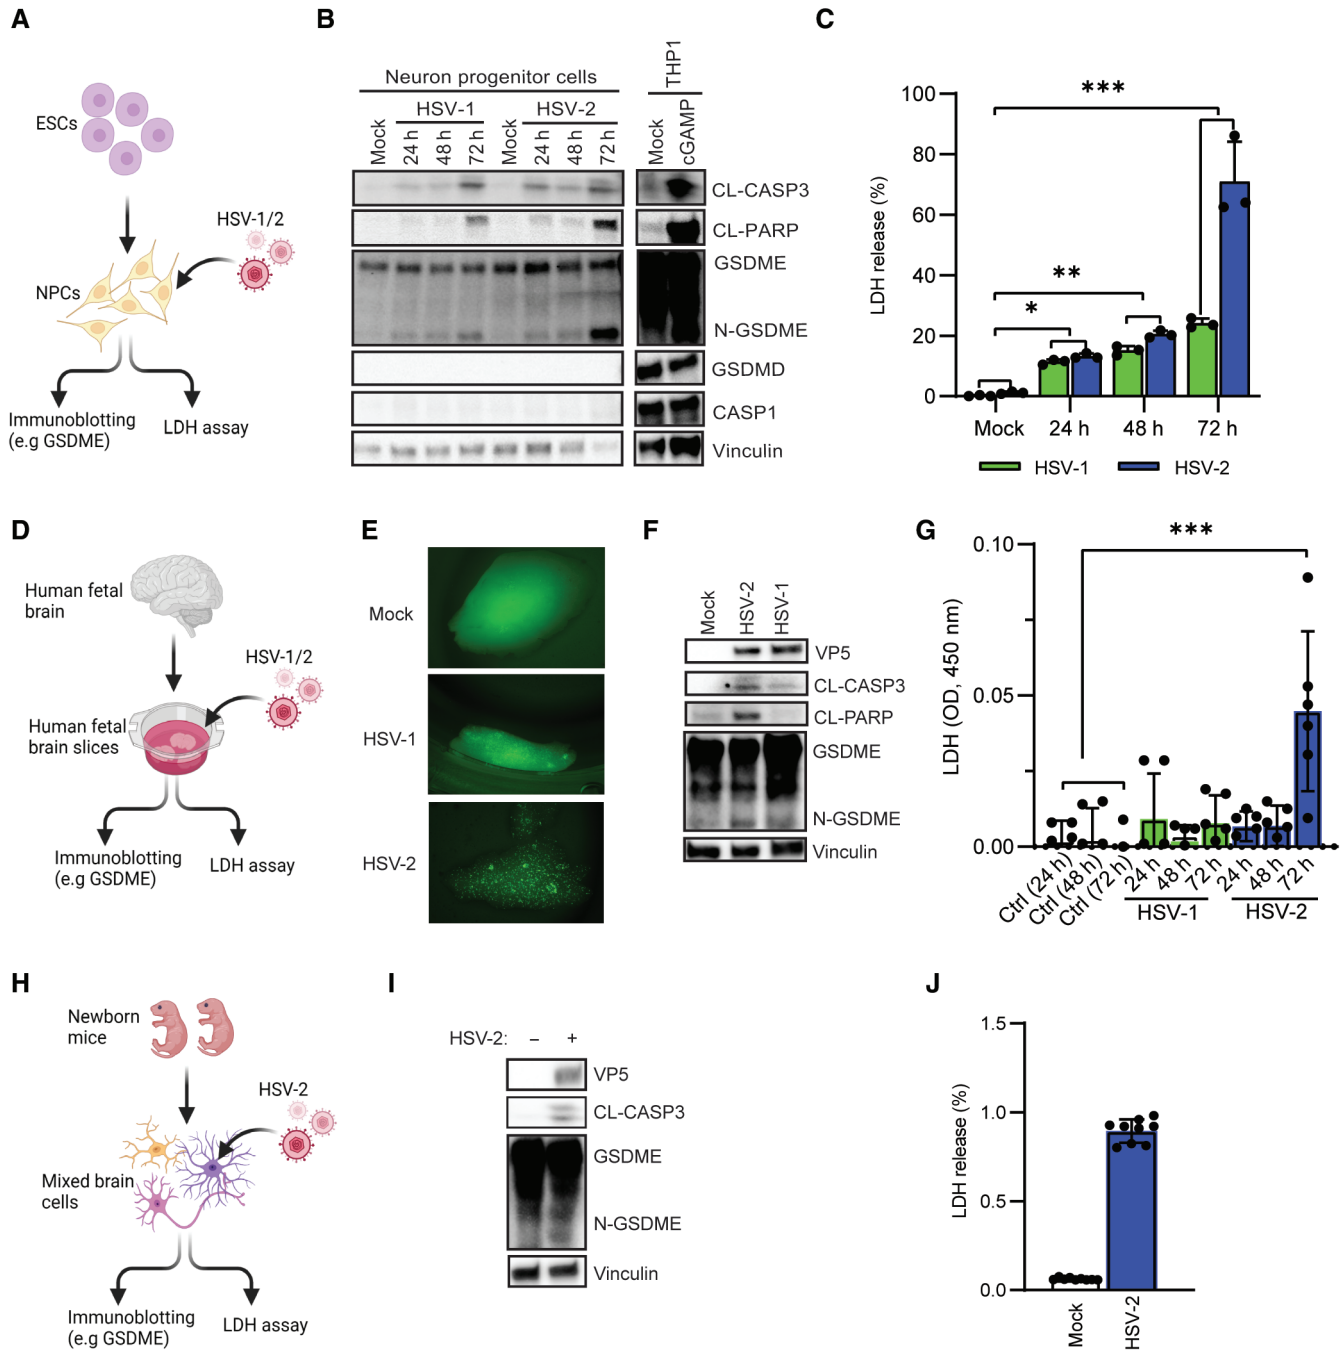 A
ESCs
HSV-1/2
NPCs
Immunoblotting
(e.g GSDME)
LDH assay
B
Neuron progenitor cells
THP1
HSV-1
HSV-2
Mock
24 h
48 h
72 h
Mock
24 h
48 h
72 h
Mock
cGAMP
CL-CASP3
CL-PARP
GSDME
N-GSDME
GSDMD
CASP1
Vinculin
C
LDH release (%)
100
80
60
40
20
0
***
**
*
Mock
24 h
48 h
72 h
HSV-1
HSV-2
D
Human fetal
brain
HSV-1/2
Human fetal
brain slices
Immunoblotting
(e.g GSDME)
LDH assay
E
Mock
HSV-1
HSV-2
F
Mock
HSV-2
HSV-1
VP5
CL-CASP3
CL-PARP
GSDME
N-GSDME
Vinculin
G
LDH (OD, 450 nm)
0.10
0.05
0.00
***
Ctrl (24 h)
Ctrl (48 h)
Ctrl (72 h)
24 h
48 h
72 h
24 h
48 h
72 h
HSV-1
HSV-2
H
Newborn
mice
HSV-2
Mixed brain
cells
Immunoblotting
(e.g GSDME)
LDH assay
I
HSV-2:
–
+
VP5
CL-CASP3
GSDME
N-GSDME
Vinculin
J
LDH release (%)
1.5
1.0
0.5
0.0
Mock
HSV-2